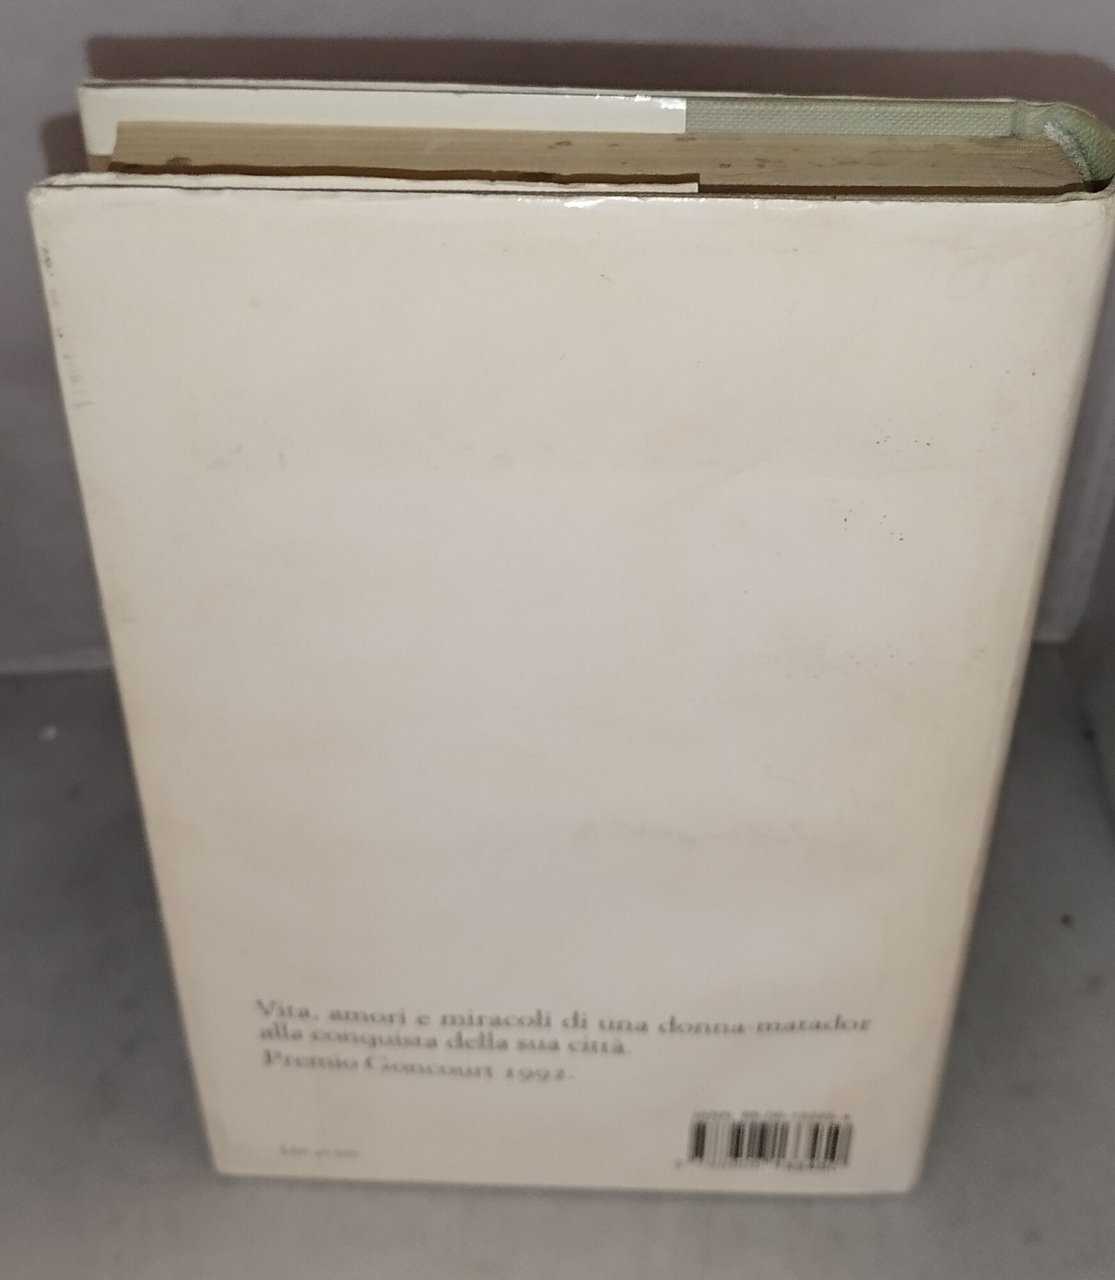 Vita, amori e miracoli di una donna-matador
alla conquista della sua città.
Premio Goncourt 1992.